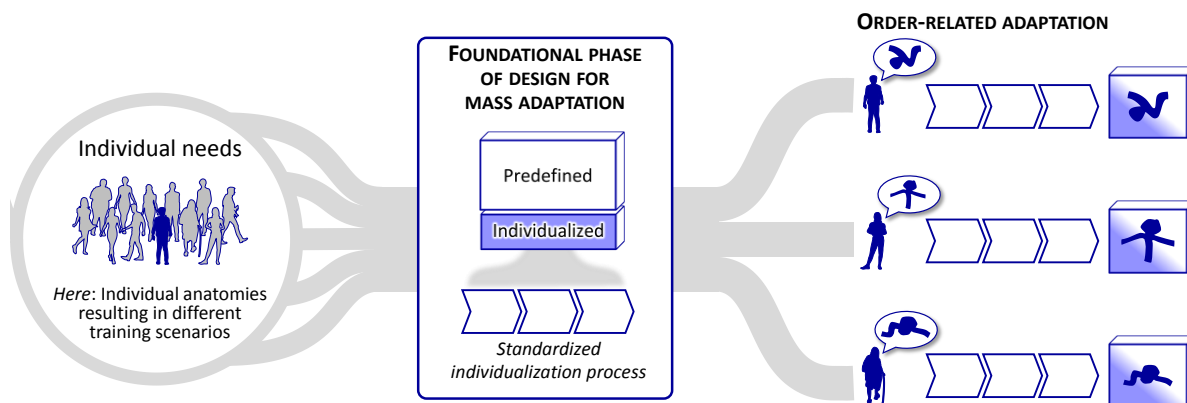 Individual needs
Here: Individual anatomies
resulting in different
training scenarios
FOUNDATIONAL PHASE
OF DESIGN FOR
MASS ADAPTATION
Predefined
Individualized
Standardized
individualization process
ORDER-RELATED ADAPTATION